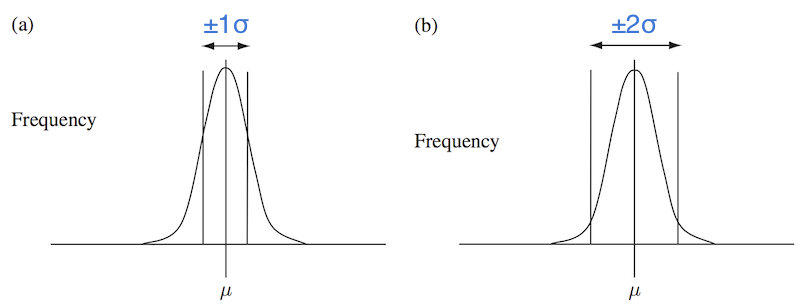 (a)
±1σ
Frequency
μ
(b)
±2σ
Frequency
μ